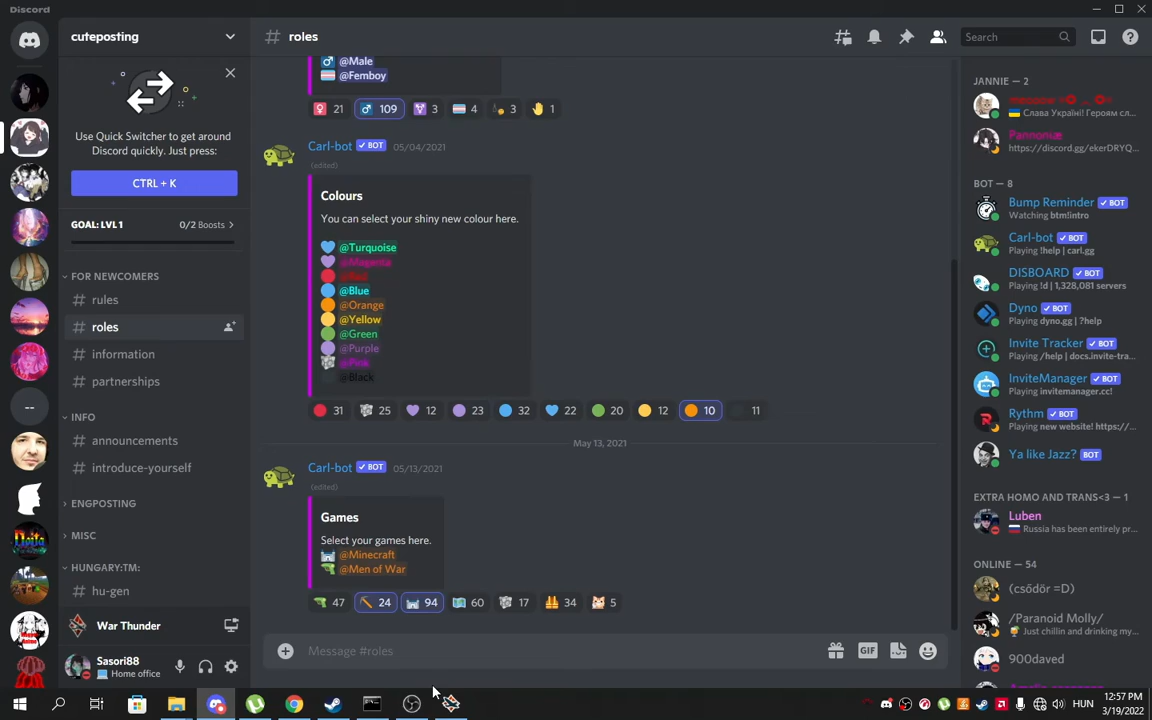 Discord
cuteposting
Use Quick Switcher to get around
Discord quickly. Just press:
CTRL + K
GOAL: LVL 1 0/2 Boosts
FOR NEWCOMERS
# rules
# roles
# information
# partnerships
INFO
# announcements
# introduce-yourself
ENGPOSTING
MISC
HUNGARY:TM:
# hu-gen
War Thunder
Sasori88
Home office
--
# roles
Search
@Male
@Femboy
21 109 3 4 3 1
Carl-bot ✓ BOT 05/04/2021
(edited)
Colours
You can select your shiny new colour here.
@Turquoise
@Magenta
@Red
@Blue
@Orange
@Yellow
@Green
@Purple
@Pink
@Black
31 25 12 23 32 22 20 12 10 11
May 13, 2021
Carl-bot ✓ BOT 05/13/2021
(edited)
Games
Select your games here.
@Minecraft
@Men of War
47 24 94 60 17 34 5
Message #roles
GIF
JANNIE — 2
Слава Україні! Героям сл...
Pannoniæ
https://discord.gg/ekerDRYQ...
BOT — 8
Bump Reminder ✓ BOT
Watching btm!intro
Carl-bot ✓ BOT
Playing !help | carl.gg
DISBOARD ✓ BOT
Playing !d | 1,328,081 servers
Dyno ✓ BOT
Playing dyno.gg | ?help
Invite Tracker ✓ BOT
Playing /help | docs.invite-tra...
InviteManager ✓ BOT
Playing invitemanager.cc!
Rythm ✓ BOT
Playing new website! https://...
Ya like Jazz? BOT
EXTRA HOMO AND TRANS<3 — 1
Luben
Russia has been entirely pr...
ONLINE — 54
(csődör =D)
/Paranoid Molly/
Just chillin and drinking my...
900daved
HUN
12:57 PM
3/19/2022